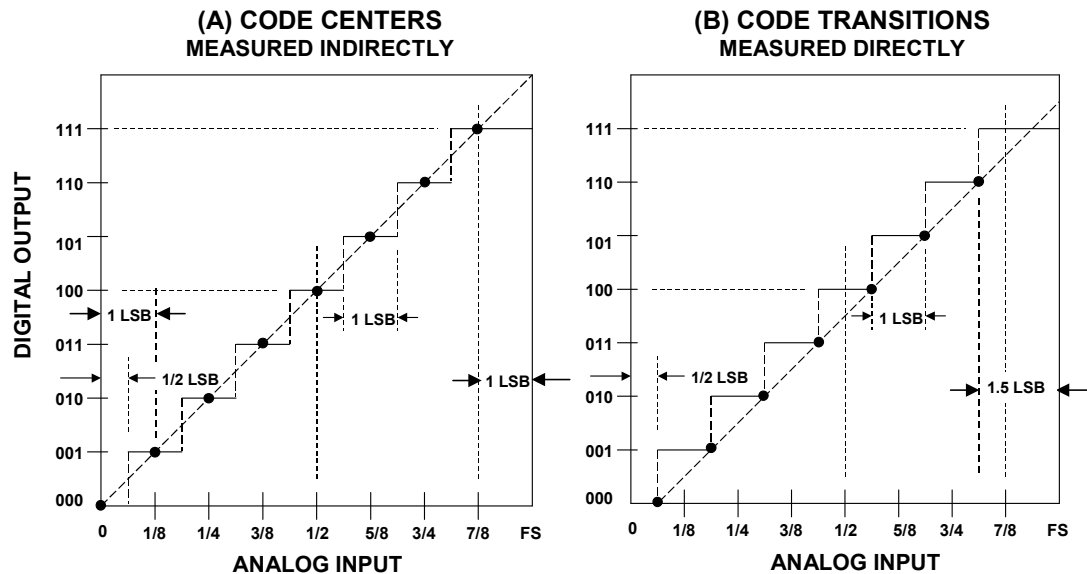 (A) CODE CENTERS
MEASURED INDIRECTLY
DIGITAL OUTPUT
111
110
101
100
011
010
001
000
1 LSB
1/2 LSB
1 LSB
1 LSB
0 1/8 1/4 3/8 1/2 5/8 3/4 7/8 FS
ANALOG INPUT
(B) CODE TRANSITIONS
MEASURED DIRECTLY
111
110
101
100
011
010
001
000
1/2 LSB
1 LSB
1.5 LSB
0 1/8 1/4 3/8 1/2 5/8 3/4 7/8 FS
ANALOG INPUT